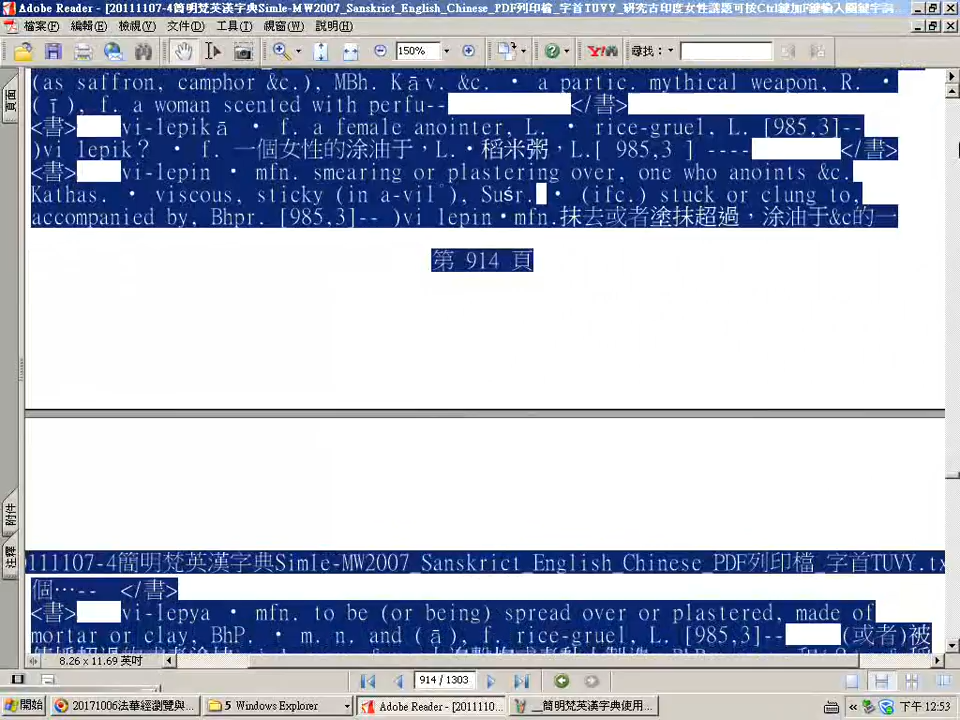 Adobe Reader - [20111107-4簡明梵英漢字典Simle-MW2007_Sanskrict_English_Chinese_PDF列印檔_字首TUVY_研究古印度女性議題可按Ctrl鍵加F鍵輸入關鍵字詞...
檔案(F) 編輯(E) 檢視(V) 文件(D) 工具(T) 視窗(W) 說明(H)
150% Y! 尋找:
頁面
(as saffron, camphor &c.), MBh. Kāv. &c. • a partic. mythical weapon, R. •
(ī), f. a woman scented with perfu-- </書>
<書> vi-lepikā • f. a female anointer, L. • rice-gruel, L. [985,3]--
)vi lepik? • f. 一個女性的涂油于，L.•稻米粥，L.[ 985,3 ] ---- </書>
<書> vi-lepin • mfn. smearing or plastering over, one who anoints &c.
Kathas. • viscous, sticky (in a-vil°), Suśr. • (ifc.) stuck or clung to,
accompanied by, Bhpr. [985,3]-- )vi lepin•mfn.抹去或者塗抹超過，涂油于&c的一
第 914 頁
附件
註釋
111107-4簡明梵英漢字典Simle-MW2007_Sanskrict_English_Chinese_PDF列印檔_字首TUVY.tx
個…-- </書>
<書> vi-lepya • mfn. to be (or being) spread over or plastered, made of
mortar or clay, BhP. • m. n. and (ā), f. rice-gruel, L. [985,3]-- (或者)被
8.26 x 11.69 英吋
914 / 1303
開始 20171006法華經瀏覽與... 5 Windows Explorer Adobe Reader - [2011110... __簡明梵英漢字典使用... 下午 12:53